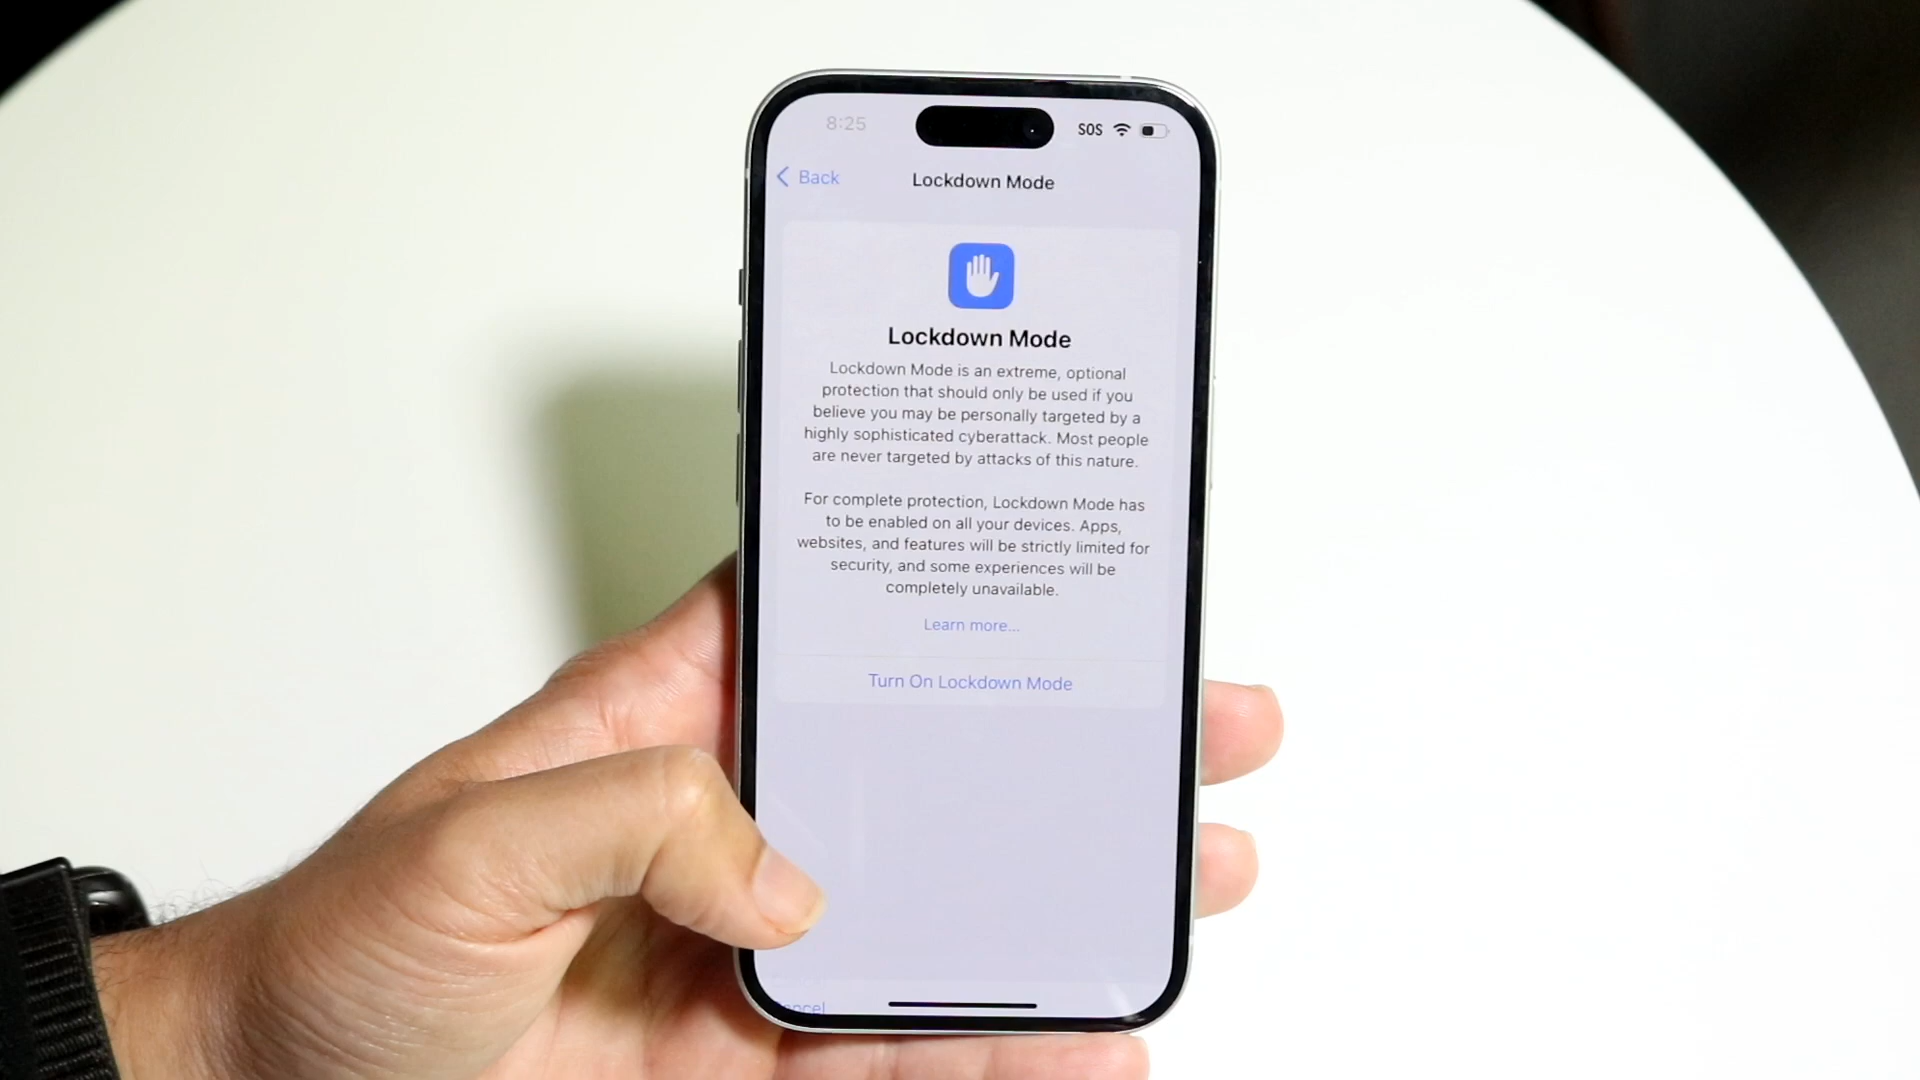 8:25 SOS
Back Lockdown Mode
Lockdown Mode
Lockdown Mode is an extreme, optional
protection that should only be used if you
believe you may be personally targeted by a
highly sophisticated cyberattack. Most people
are never targeted by attacks of this nature.
For complete protection, Lockdown Mode has
to be enabled on all your devices. Apps,
websites, and features will be strictly limited for
security, and some experiences will be
completely unavailable.
Learn more...
Turn On Lockdown Mode